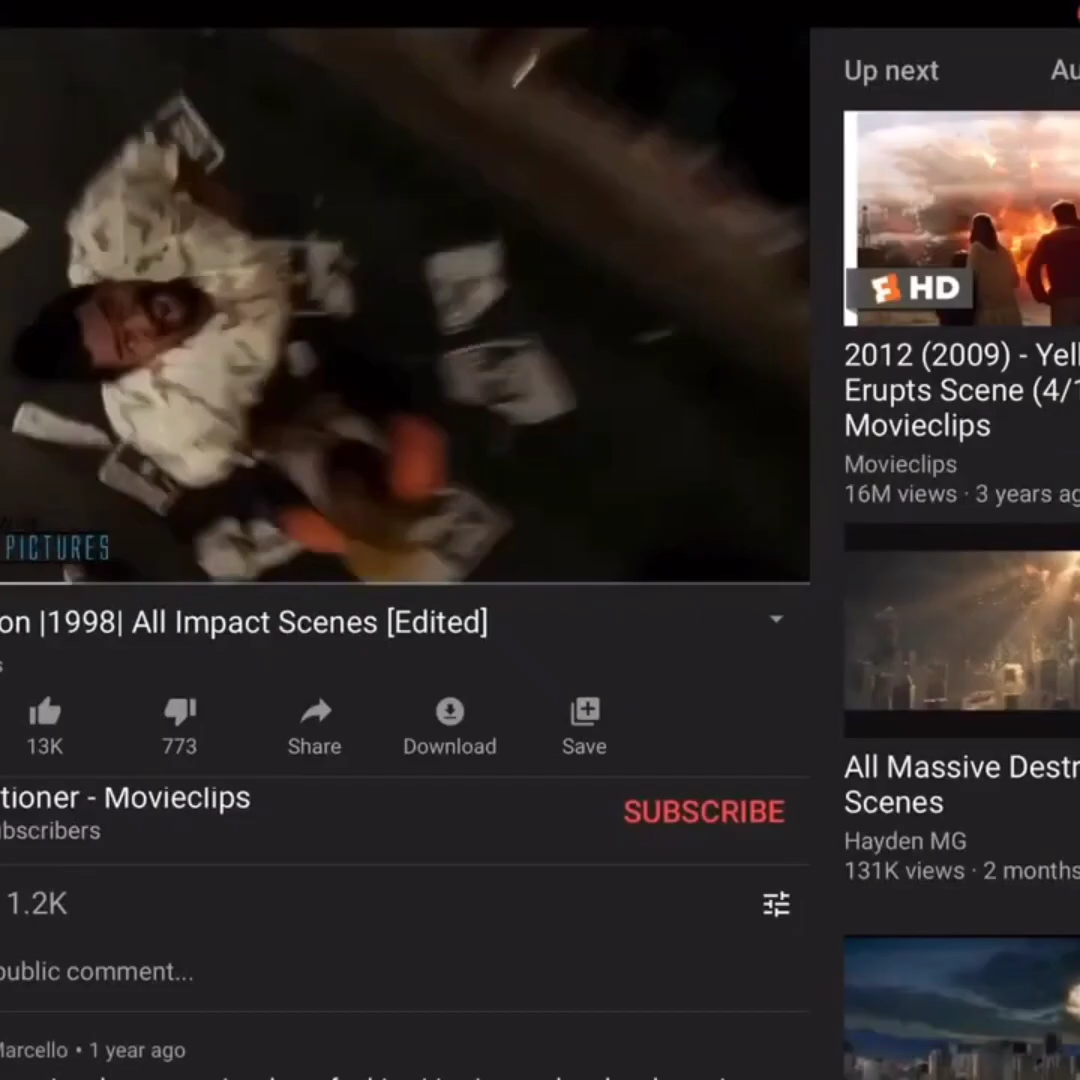 Up next
Au
HD
2012 (2009) - Yell
Erupts Scene (4/1
Movieclips
Movieclips
16M views · 3 years ag
PICTURES
on |1998| All Impact Scenes [Edited]
s
13K
773
Share
Download
Save
tioner - Movieclips
ubscribers
SUBSCRIBE
All Massive Destr
Scenes
Hayden MG
131K views · 2 months
1.2K
public comment...
Marcello • 1 year ago